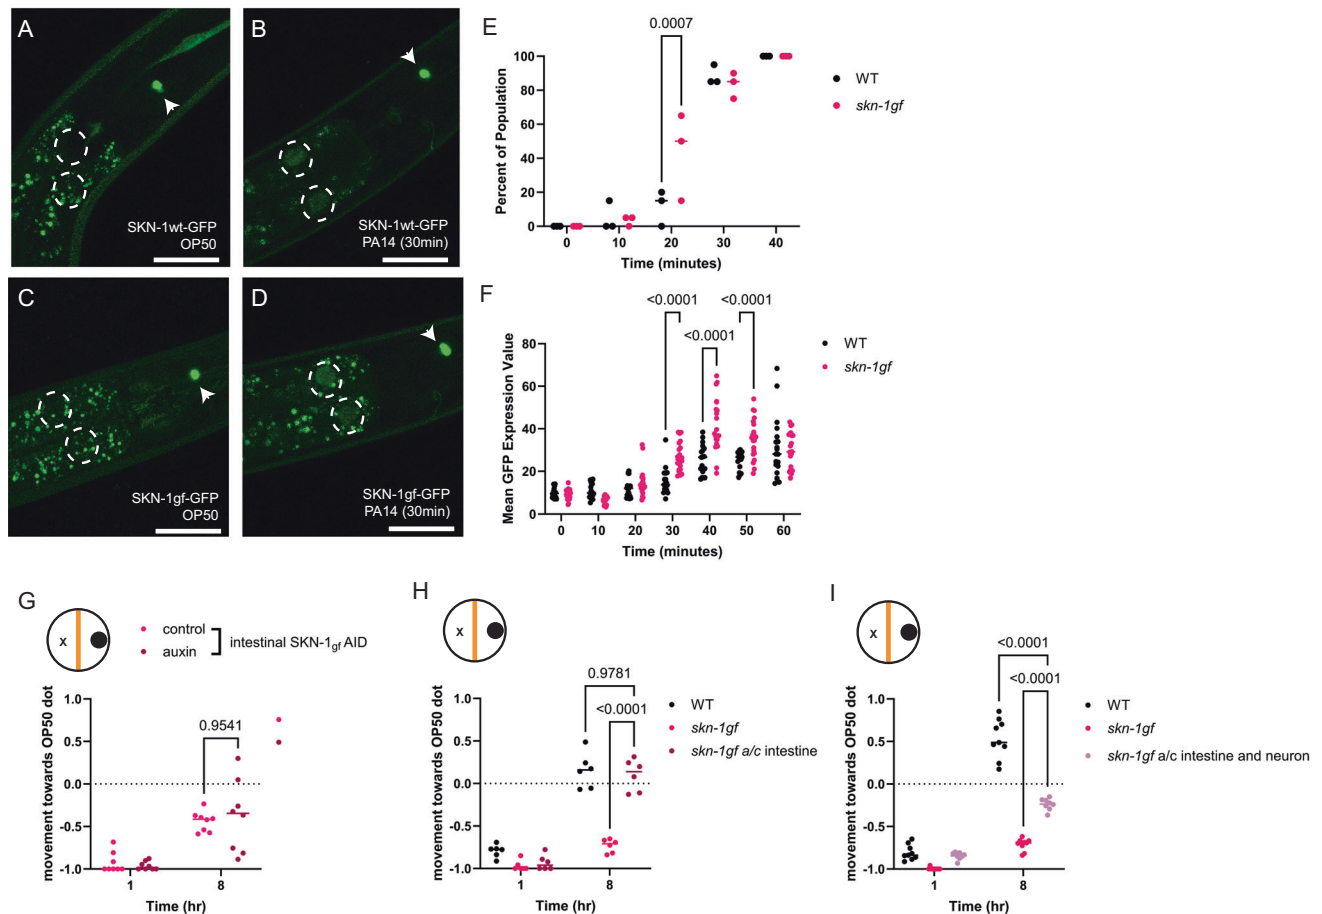 A
SKN-1wt-GFP
OP50
B
SKN-1wt-GFP
PA14 (30min)
C
SKN-1gf-GFP
OP50
D
SKN-1gf-GFP
PA14 (30min)
E
0.0007
100
80
60
40
20
0
Percent of Population
0 10 20 30 40
Time (minutes)
WT
skn-1gf
F
<0.0001 <0.0001
<0.0001
80
60
40
20
0
Mean GFP Expression Value
0 10 20 30 40 50 60
Time (minutes)
WT
skn-1gf
G
x
control
auxin
intestinal SKN-1gf AID
movement towards OP50 dot
1.0
0.5
0.0
-0.5
-1.0
0.9541
1 8
Time (hr)
H
x
movement towards OP50 dot
1.0
0.5
0.0
-0.5
-1.0
0.9781
<0.0001
1 8
Time (hr)
WT
skn-1gf
skn-1gf a/c intestine
I
x
movement towards OP50 dot
1.0
0.5
0.0
-0.5
-1.0
<0.0001
<0.0001
1 8
Time (hr)
WT
skn-1gf
skn-1gf a/c intestine and neuron